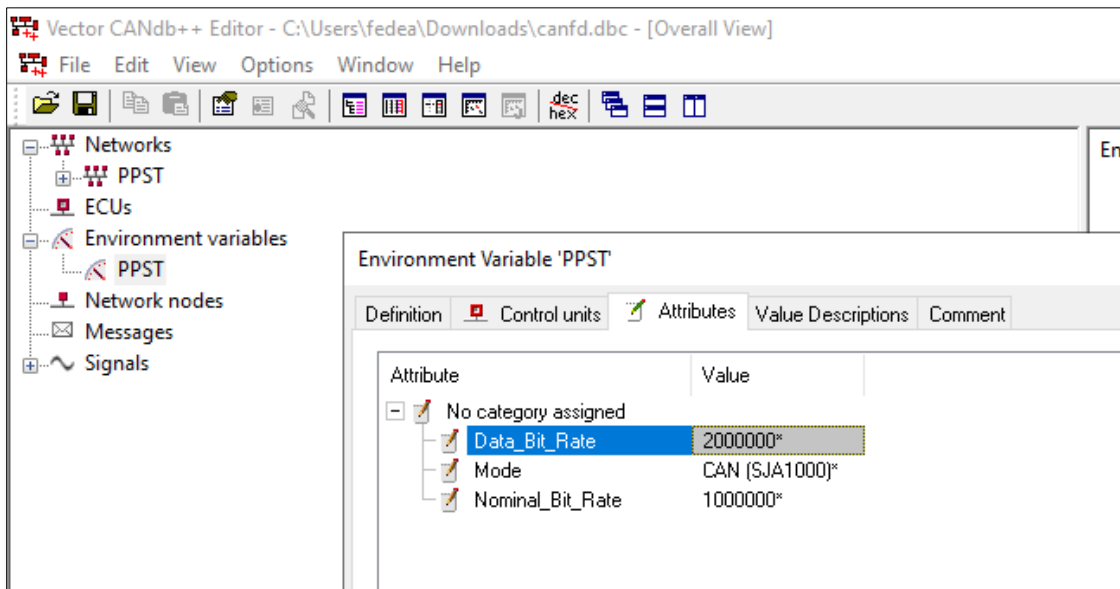 Vector CANdb++ Editor - C:\Users\fedea\Downloads\canfd.dbc - [Overall View]
File Edit View Options Window Help
dec
hex
Networks
PPST
ECUs
Environment variables
PPST
Network nodes
Messages
Signals
En
Environment Variable 'PPST'
Definition Control units Attributes Value Descriptions Comment
Attribute Value
No category assigned
Data_Bit_Rate 2000000*
Mode CAN (SJA1000)*
Nominal_Bit_Rate 1000000*